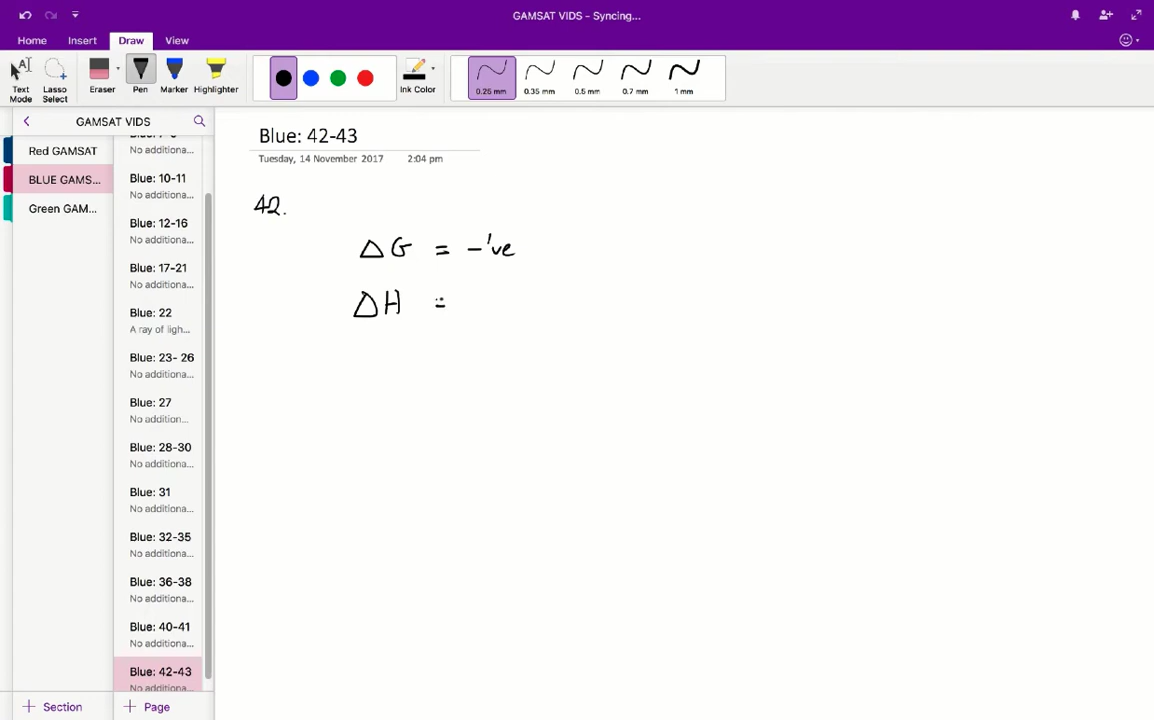 GAMSAT VIDS - Syncing...
Home Insert Draw View
Text Mode
Lasso Select
Eraser
Pen
Marker
Highlighter
Ink Color
0.25 mm
0.35 mm
0.5 mm
0.7 mm
1 mm
GAMSAT VIDS
Red GAMSAT
BLUE GAMS...
Green GAM...
No additiona...
Blue: 10-11
No additiona...
Blue: 12-16
No additiona...
Blue: 17-21
No additiona...
Blue: 22
A ray of ligh...
Blue: 23- 26
No additiona...
Blue: 27
No addition...
Blue: 28-30
No additiona...
Blue: 31
No additiona...
Blue: 32-35
No additiona...
Blue: 36-38
No additiona...
Blue: 40-41
No additiona...
Blue: 42-43
No additiona...
+ Section
+ Page
Blue: 42-43
Tuesday, 14 November 2017 2:04 pm
42.
ΔG = -'ve
ΔH =